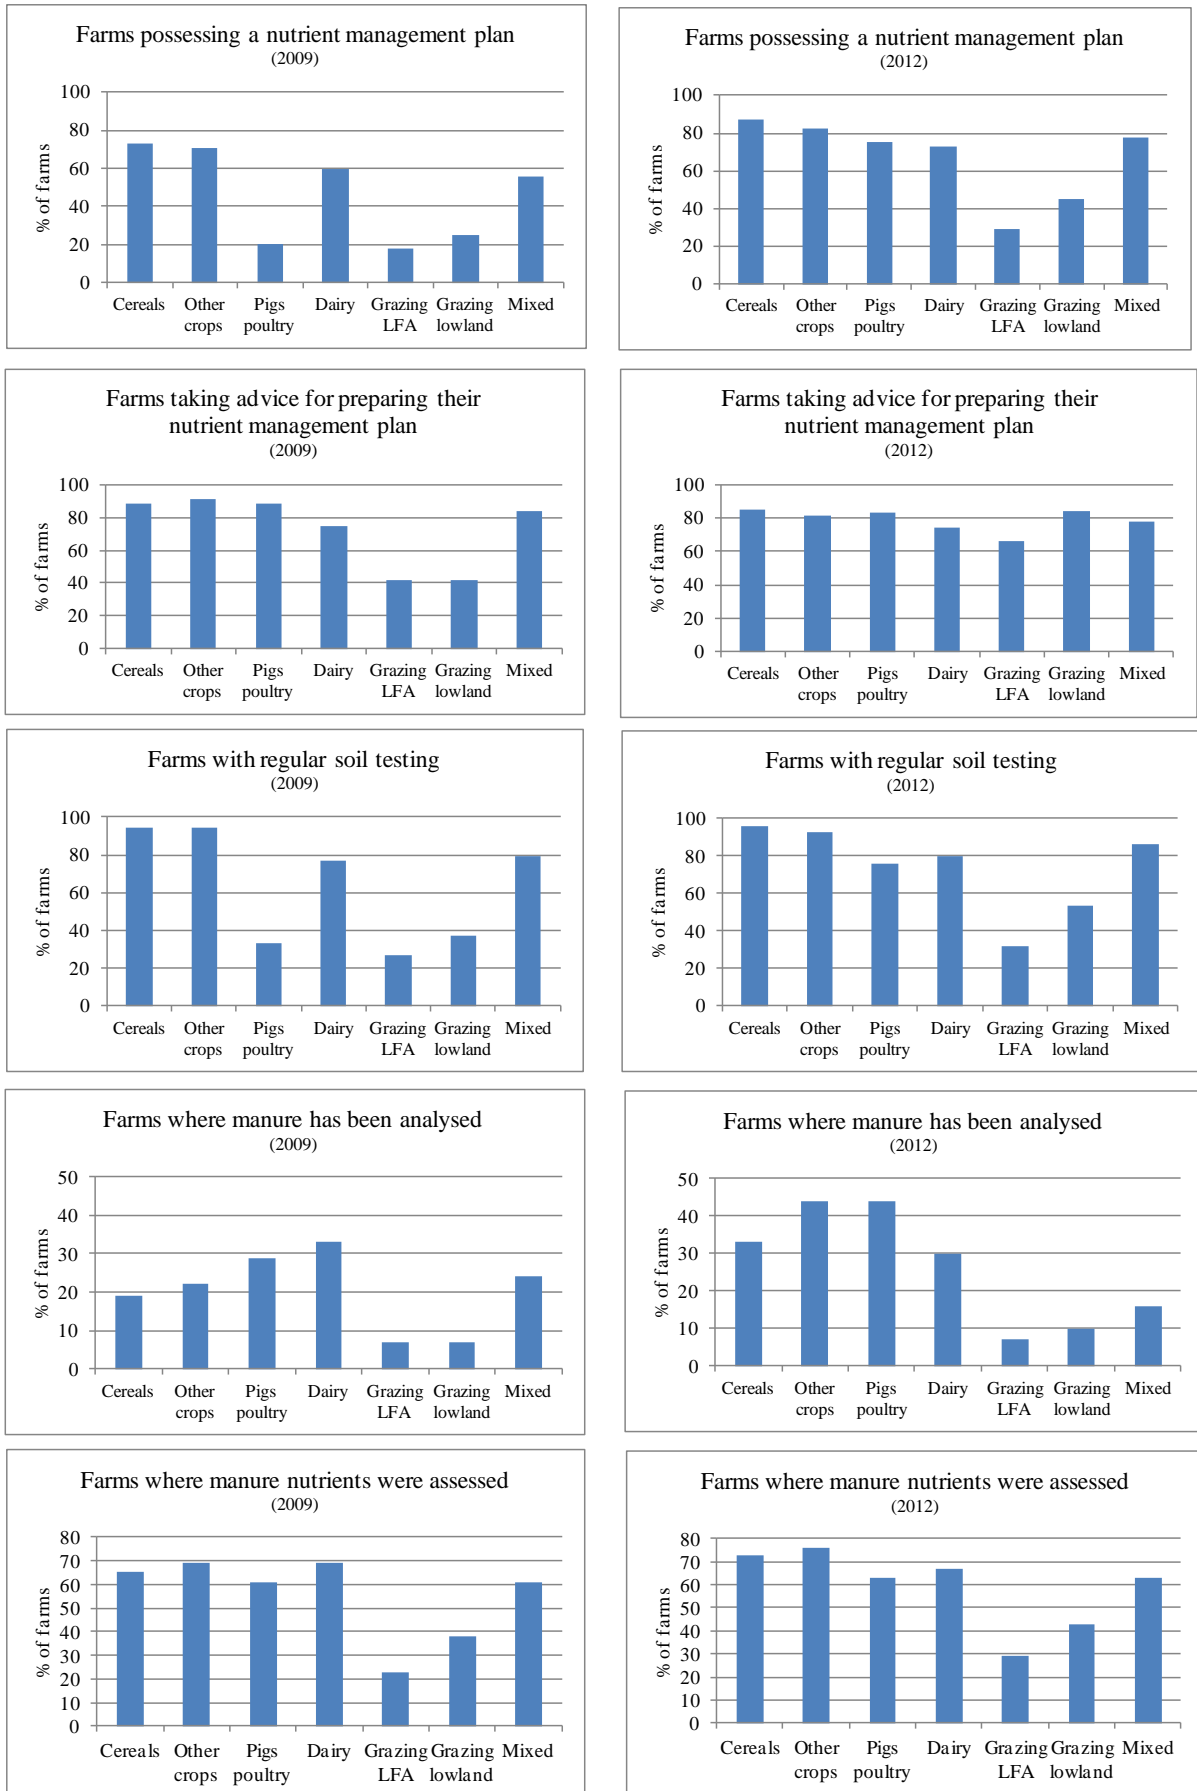 Farms possessing a nutrient management plan
(2009)
% of farms
100
80
60
40
20
0
Cereals Other crops Pigs poultry Dairy Grazing LFA Grazing lowland Mixed
Farms possessing a nutrient management plan
(2012)
% of farms
100
80
60
40
20
0
Cereals Other crops Pigs poultry Dairy Grazing LFA Grazing lowland Mixed
Farms taking advice for preparing their
nutrient management plan
(2009)
% of farms
100
80
60
40
20
0
Cereals Other crops Pigs poultry Dairy Grazing LFA Grazing lowland Mixed
Farms taking advice for preparing their
nutrient management plan
(2012)
% of farms
100
80
60
40
20
0
Cereals Other crops Pigs poultry Dairy Grazing LFA Grazing lowland Mixed
Farms with regular soil testing
(2009)
% of farms
100
80
60
40
20
0
Cereals Other crops Pigs poultry Dairy Grazing LFA Grazing lowland Mixed
Farms with regular soil testing
(2012)
% of farms
100
80
60
40
20
0
Cereals Other crops Pigs poultry Dairy Grazing LFA Grazing lowland Mixed
Farms where manure has been analysed
(2009)
% of farms
50
40
30
20
10
0
Cereals Other crops Pigs poultry Dairy Grazing LFA Grazing lowland Mixed
Farms where manure has been analysed
(2012)
% of farms
50
40
30
20
10
0
Cereals Other crops Pigs poultry Dairy Grazing LFA Grazing lowland Mixed
Farms where manure nutrients were assessed
(2009)
% of farms
80
70
60
50
40
30
20
10
0
Cereals Other crops Pigs poultry Dairy Grazing LFA Grazing lowland Mixed
Farms where manure nutrients were assessed
(2012)
% of farms
80
70
60
50
40
30
20
10
0
Cereals Other crops Pigs poultry Dairy Grazing LFA Grazing lowland Mixed